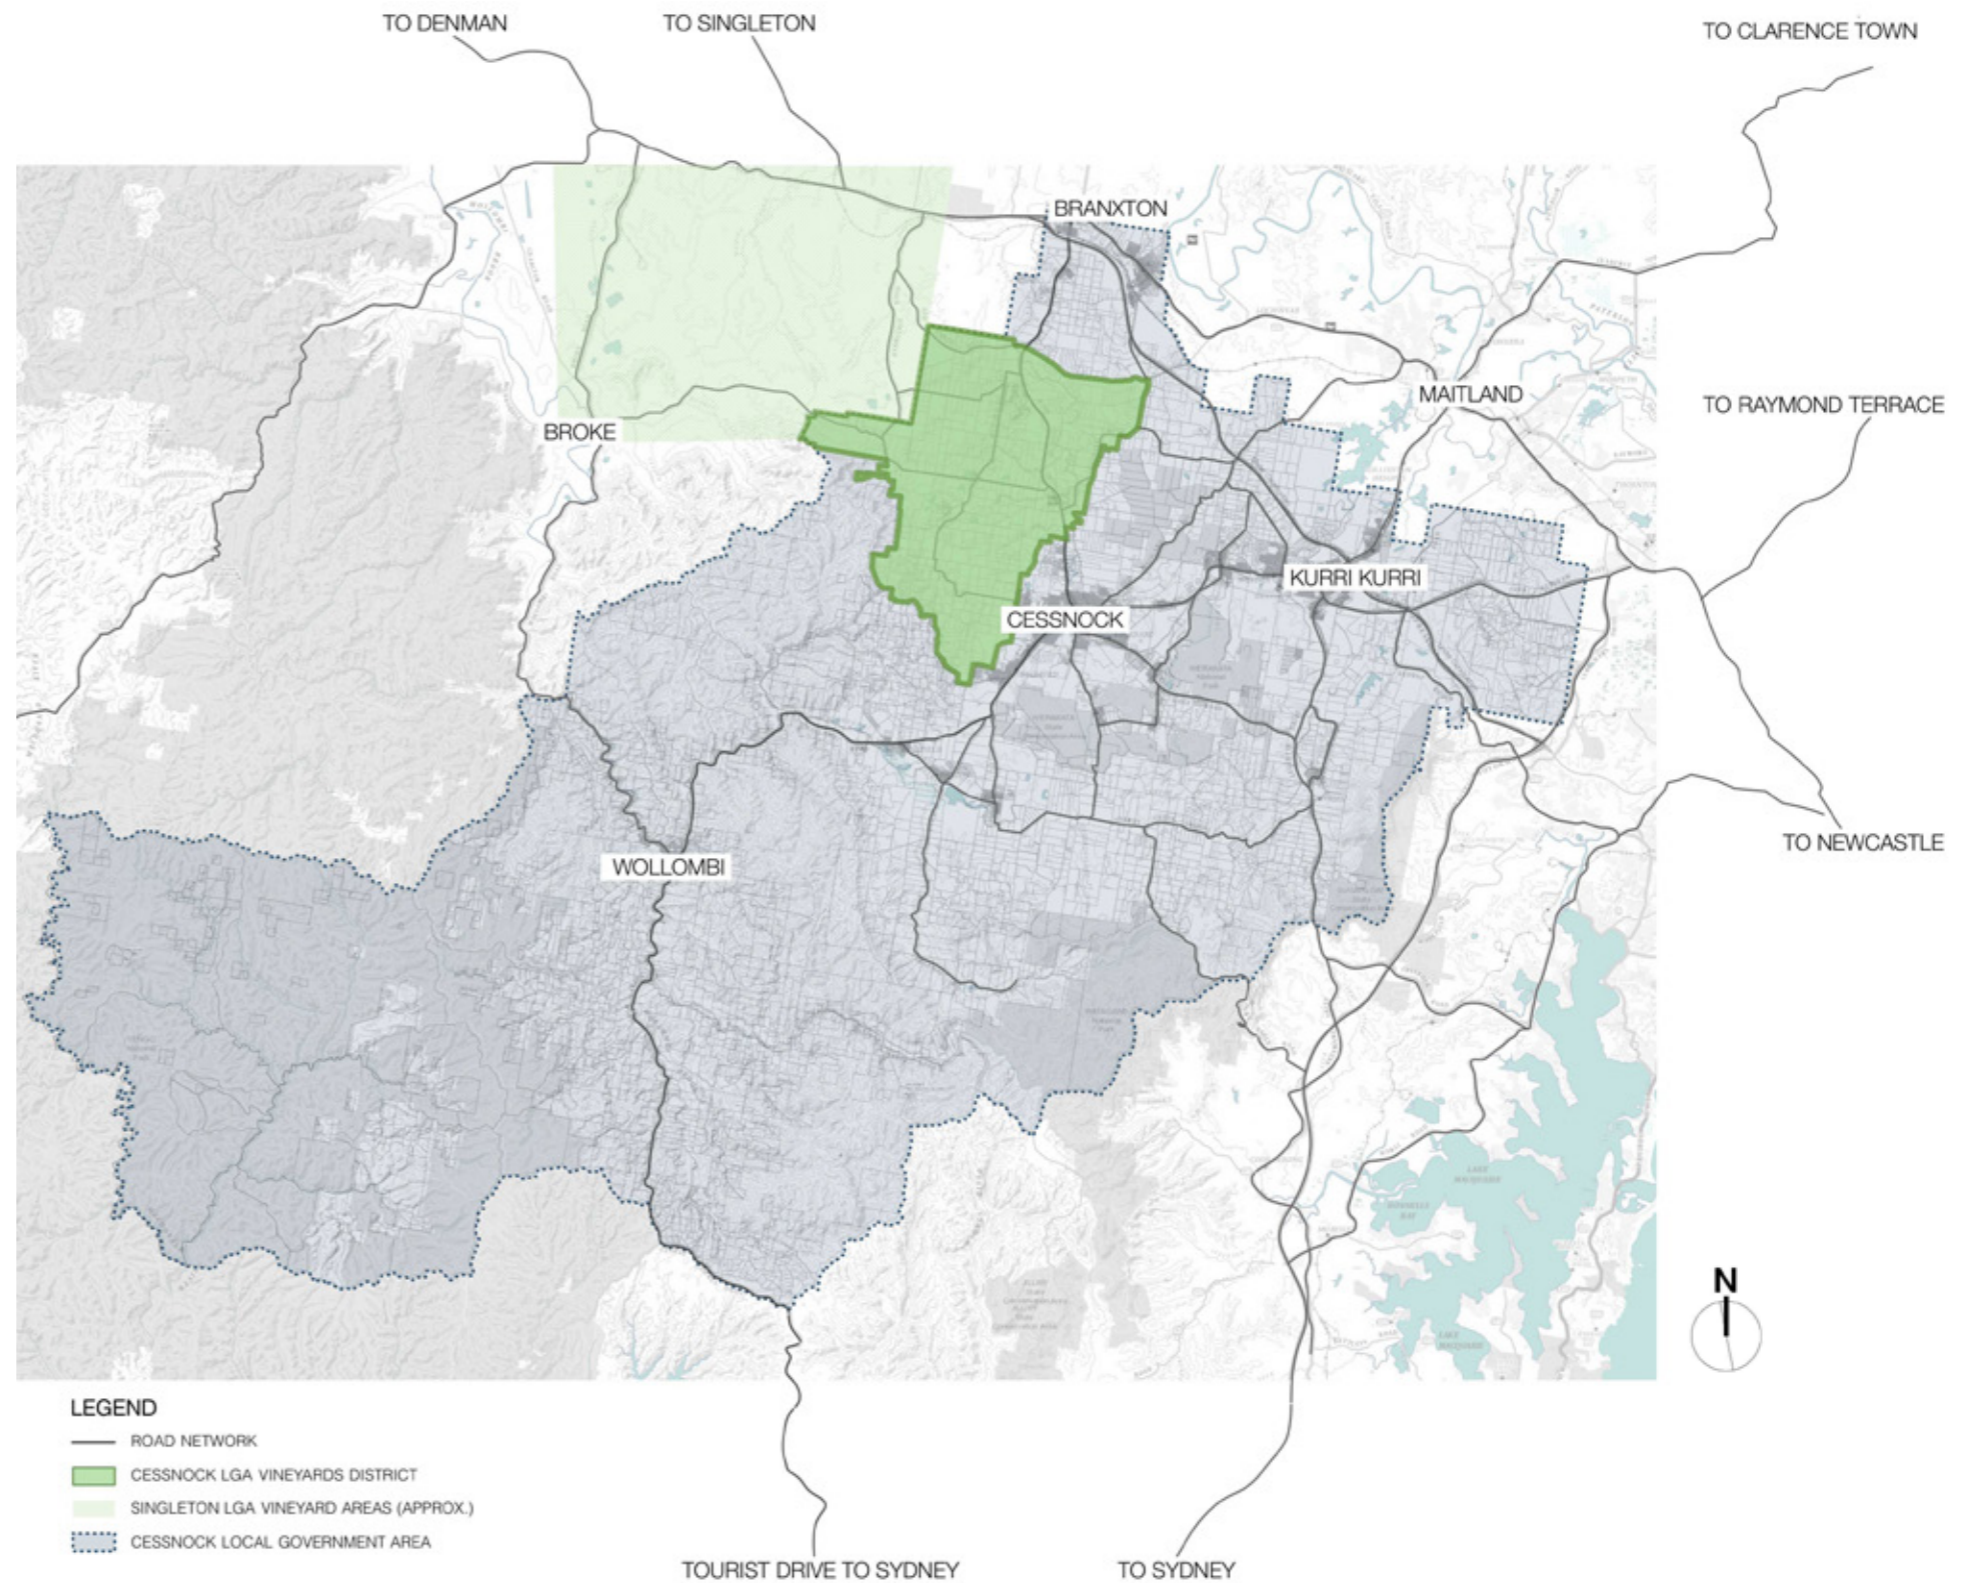 TO DENMAN
TO SINGLETON
TO CLARENCE TOWN
BRANXTON
MAITLAND
TO RAYMOND TERRACE
BROKE
KURRI KURRI
CESSNOCK
TO NEWCASTLE
WOLLOMBI
LAKE
MACQUARIE
N
LEGEND
ROAD NETWORK
CESSNOCK LGA VINEYARDS DISTRICT
SINGLETON LGA VINEYARD AREAS (APPROX.)
CESSNOCK LOCAL GOVERNMENT AREA
TOURIST DRIVE TO SYDNEY
TO SYDNEY